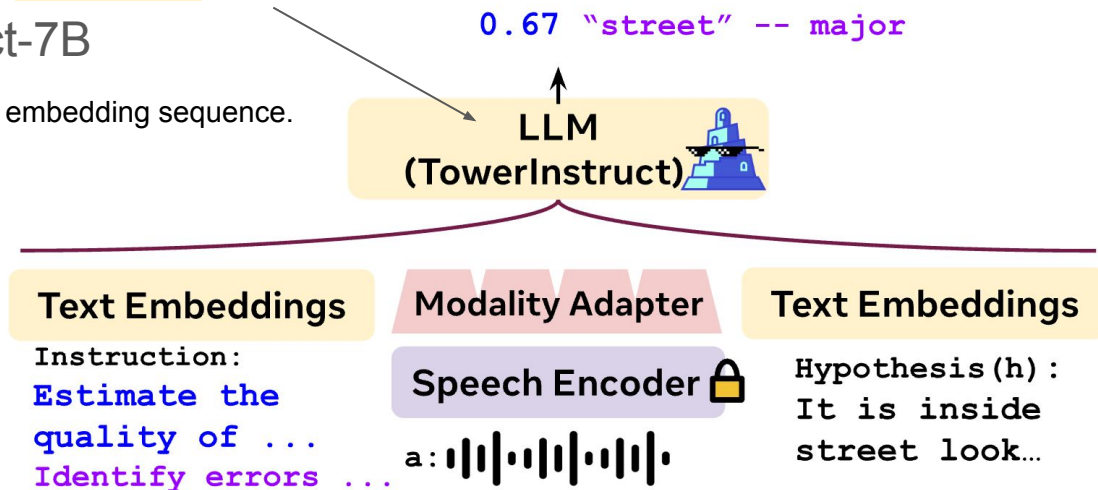 ct-7B
0.67 “street” -- major
embedding sequence.
LLM
(TowerInstruct)
Text Embeddings
Modality Adapter
Text Embeddings
Instruction:
Estimate the
quality of ...
Identify errors ...
Speech Encoder
a:
Hypothesis(h):
It is inside
street look…